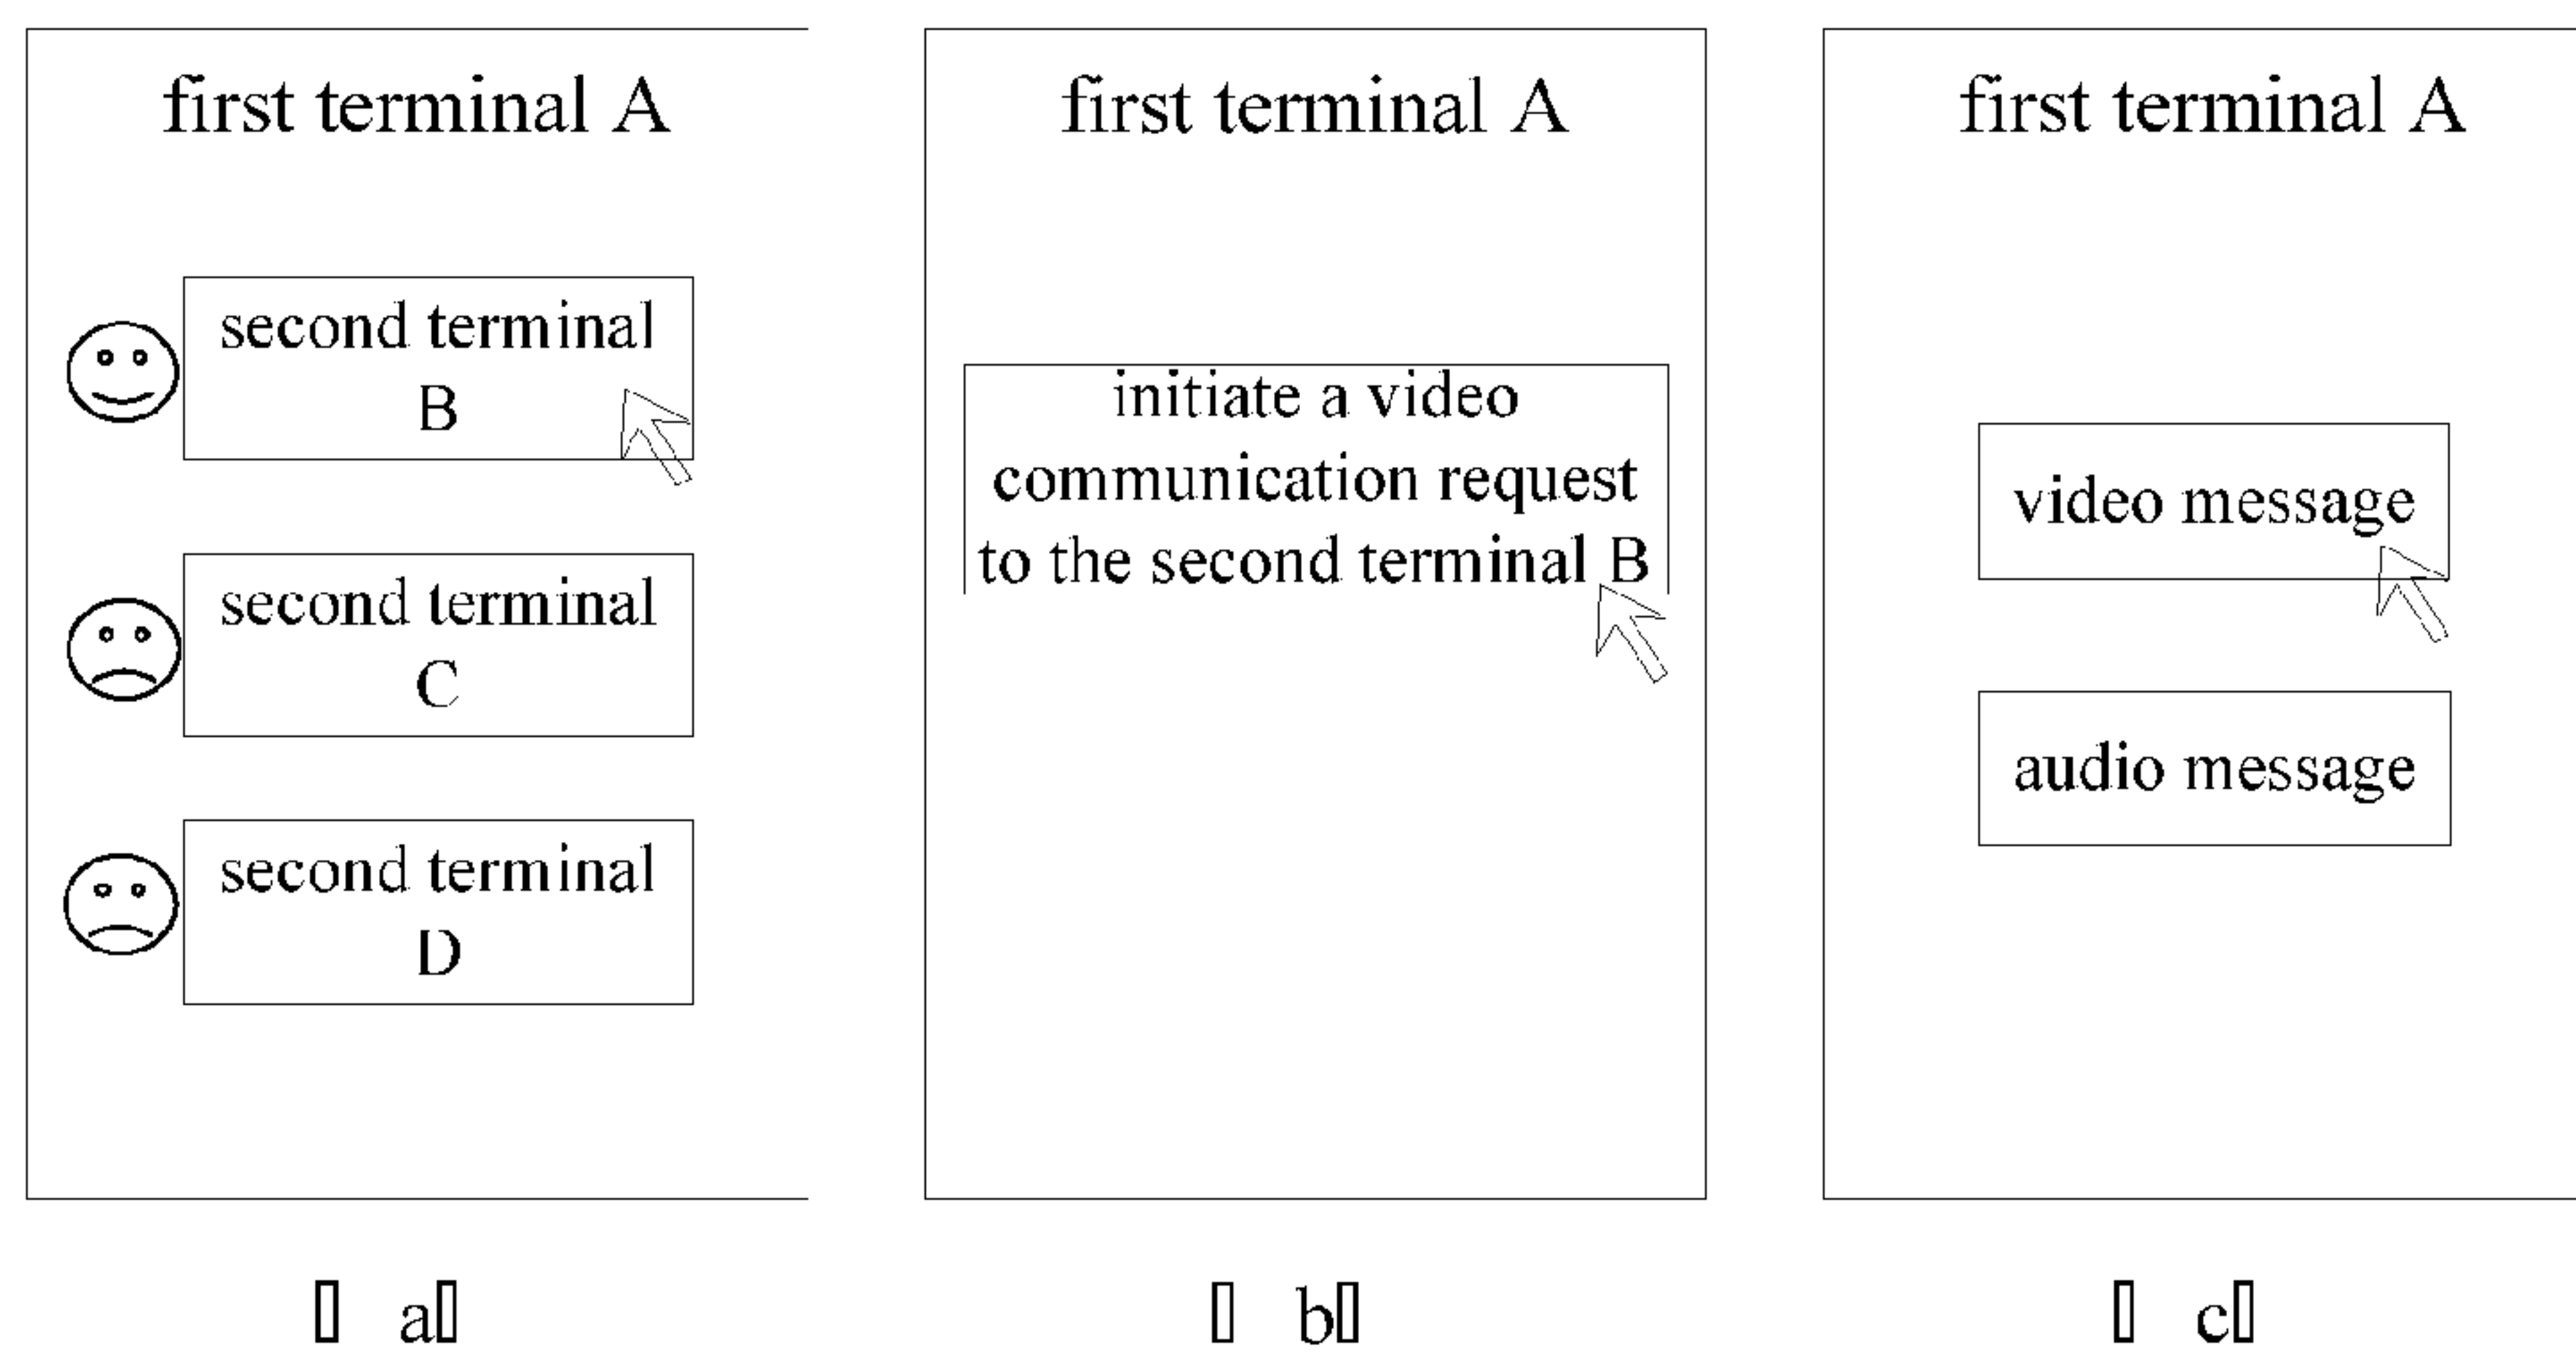 first terminal A
second terminal
B
second terminal
C
second terminal
D
a
first terminal A
initiate a video
communication request
to the second terminal B
b
first terminal A
video message
audio message
c